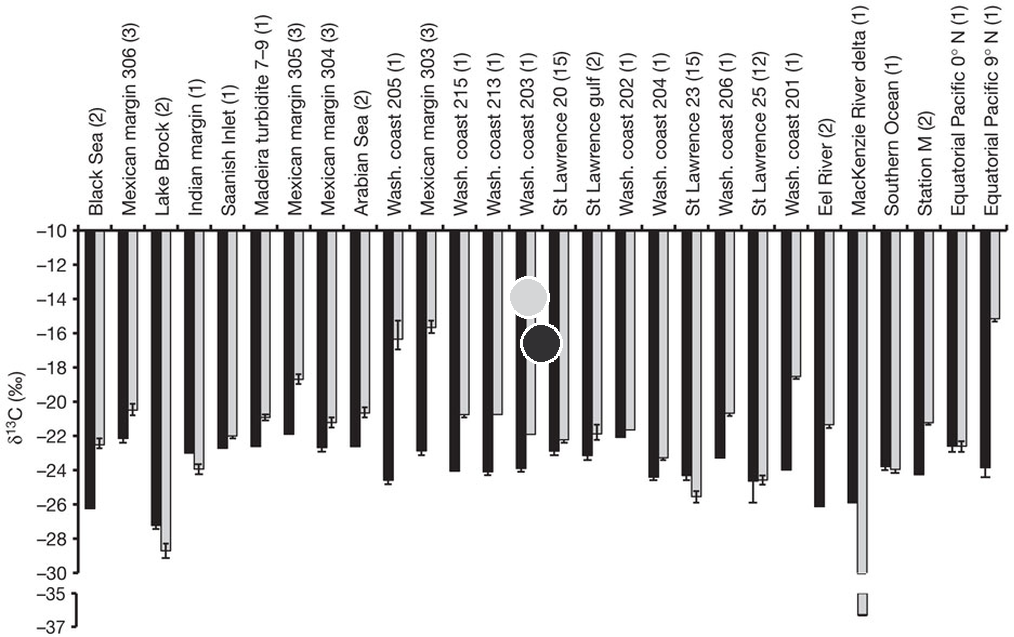 Black Sea (2)
Mexican margin 306 (3)
Lake Brock (2)
Indian margin (1)
Saanish Inlet (1)
Madeira turbidite 7–9 (1)
Mexican margin 305 (3)
Mexican margin 304 (3)
Arabian Sea (2)
Wash. coast 205 (1)
Mexican margin 303 (3)
Wash. coast 215 (1)
Wash. coast 213 (1)
Wash. coast 203 (1)
St Lawrence 20 (15)
St Lawrence gulf (2)
Wash. coast 202 (1)
Wash. coast 204 (1)
St Lawrence 23 (15)
Wash. coast 206 (1)
St Lawrence 25 (12)
Wash. coast 201 (1)
Eel River (2)
MacKenzie River delta (1)
Southern Ocean (1)
Station M (2)
Equatorial Pacific 0° N (1)
Equatorial Pacific 9° N (1)
δ¹³C (‰)
–10
–12
–14
–16
–18
–20
–22
–24
–26
–28
–30
–35
–37